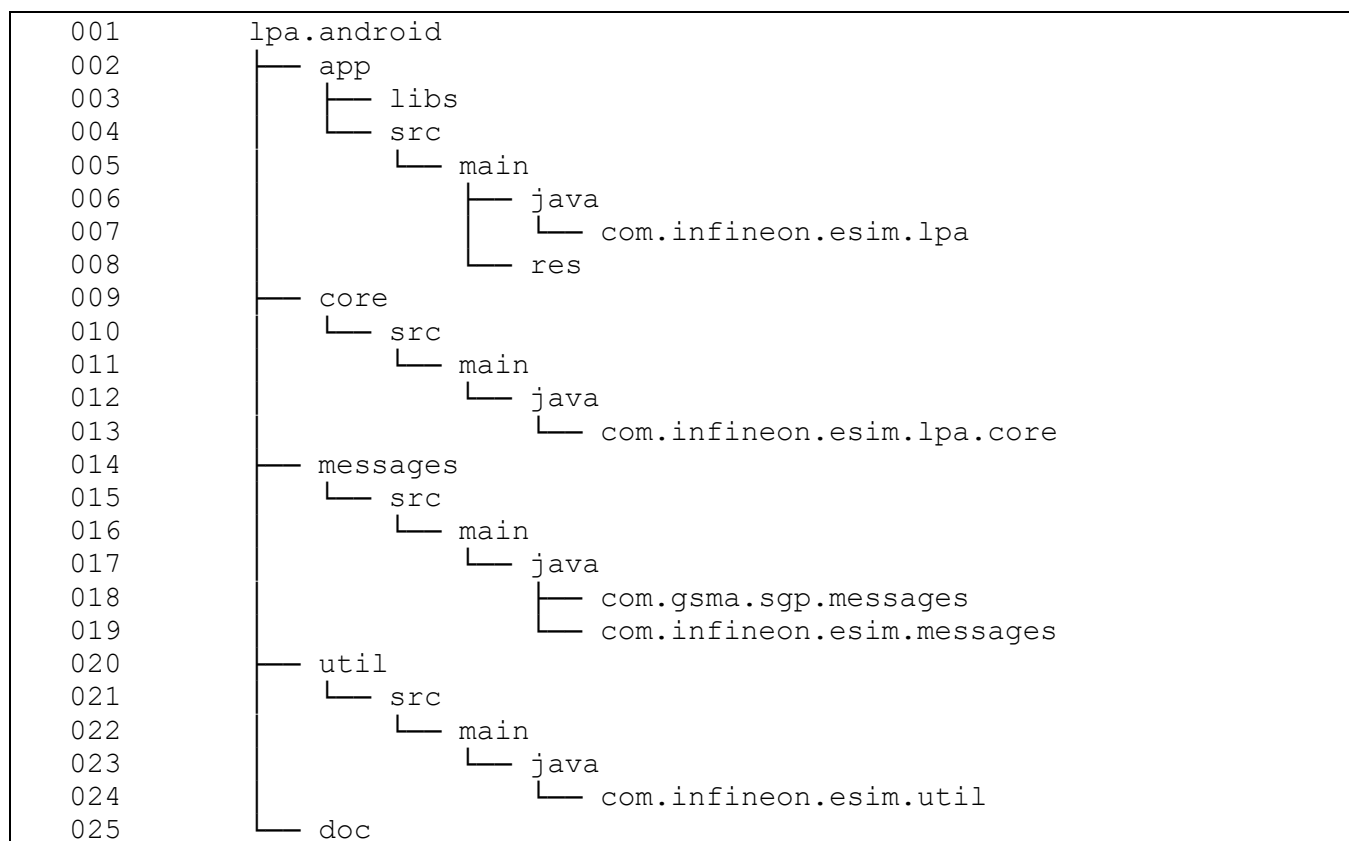 001 lpa.android
002 ├── app
003 │ ├── libs
004 │ └── src
005 │ └── main
006 │ ├── java
007 │ │ └── com.infineon.esim.lpa
008 │ └── res
009 ├── core
010 │ └── src
011 │ └── main
012 │ └── java
013 │ └── com.infineon.esim.lpa.core
014 ├── messages
015 │ └── src
016 │ └── main
017 │ └── java
018 │ ├── com.gsma.sgp.messages
019 │ └── com.infineon.esim.messages
020 ├── util
021 │ └── src
022 │ └── main
023 │ └── java
024 │ └── com.infineon.esim.util
025 └── doc